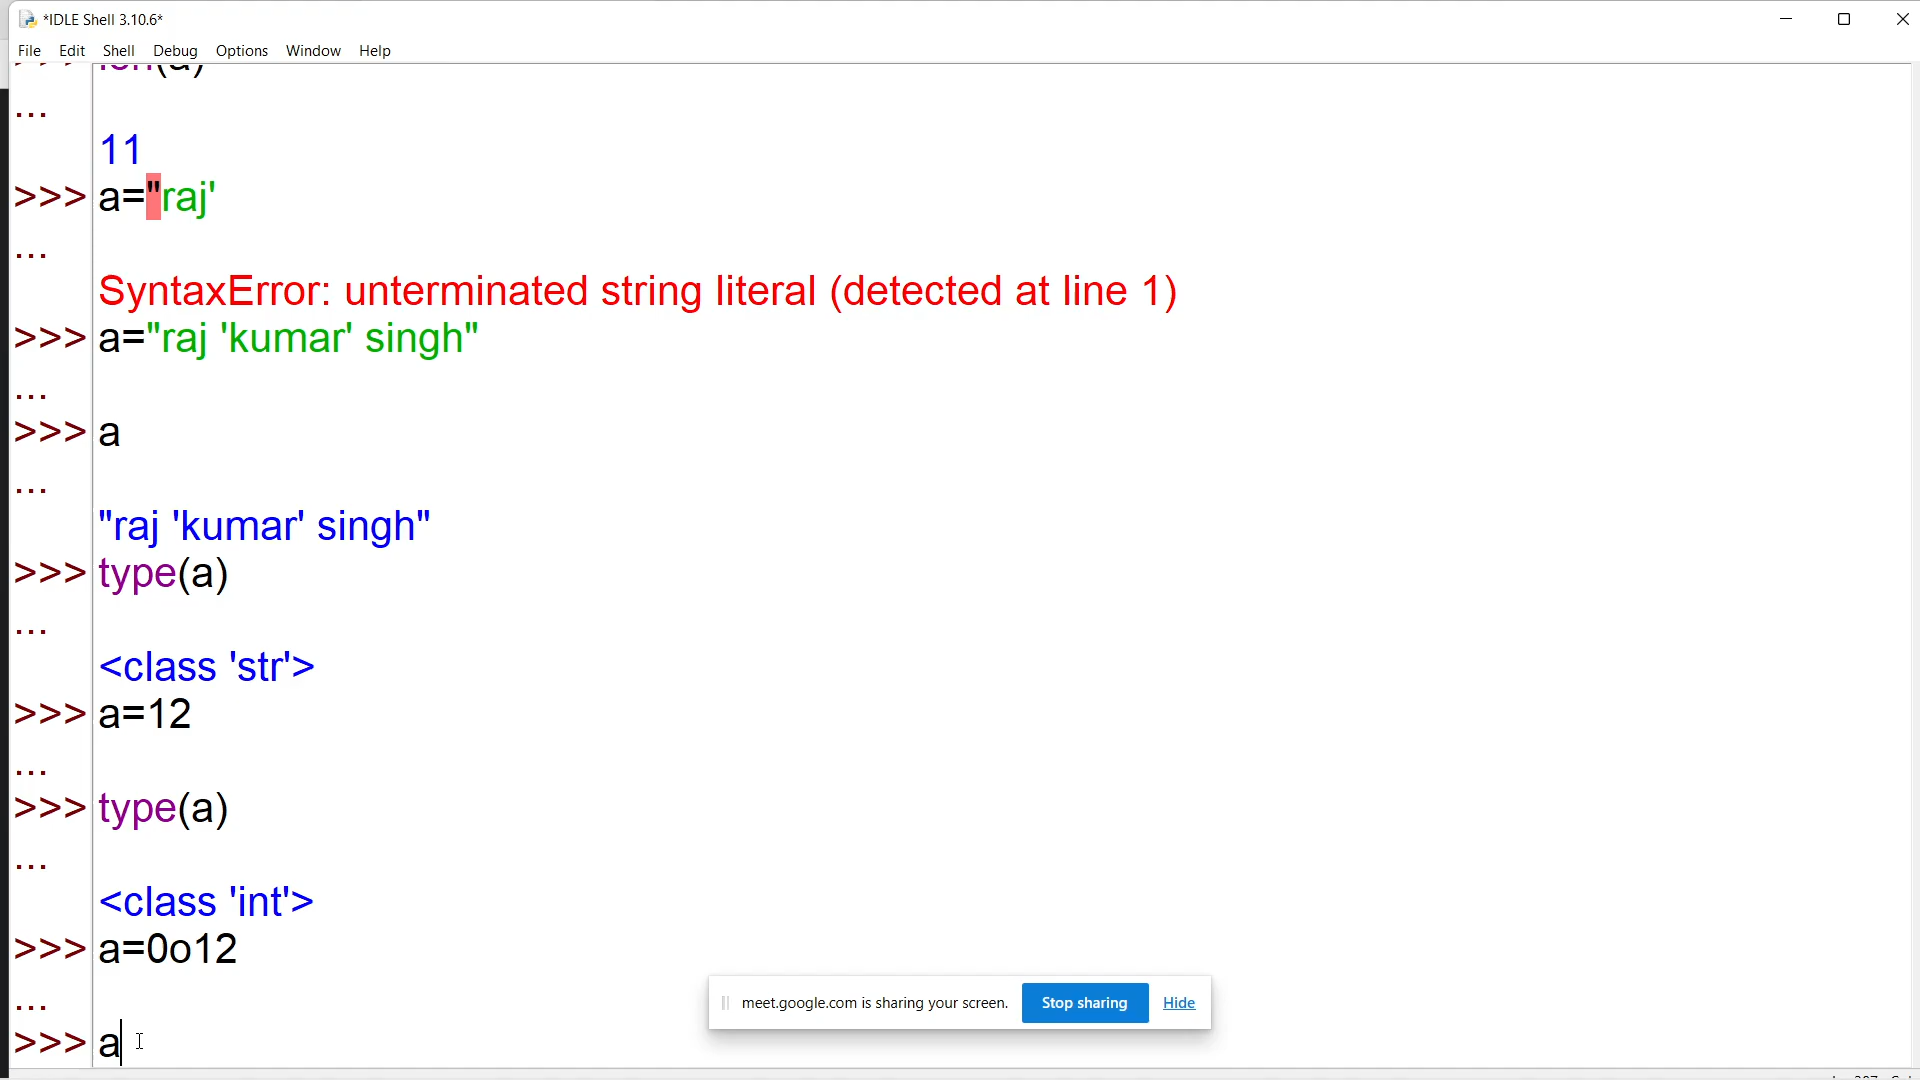 *IDLE Shell 3.10.6*
File Edit Shell Debug Options Window Help
...
11
>>> a="raj'
...
SyntaxError: unterminated string literal (detected at line 1)
>>> a="raj 'kumar' singh"
...
>>> a
...
"raj 'kumar' singh"
>>> type(a)
...
<class 'str'>
>>> a=12
...
>>> type(a)
...
<class 'int'>
>>> a=0o12
...
meet.google.com is sharing your screen. Stop sharing Hide
>>> a